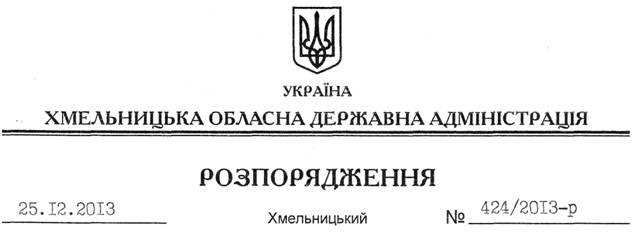 УКРАЇНА
ХМЕЛЬНИЦЬКА ОБЛАСНА ДЕРЖАВНА АДМІНІСТРАЦІЯ
РОЗПОРЯДЖЕННЯ
25.12.2013 Хмельницький № 424/2013-р